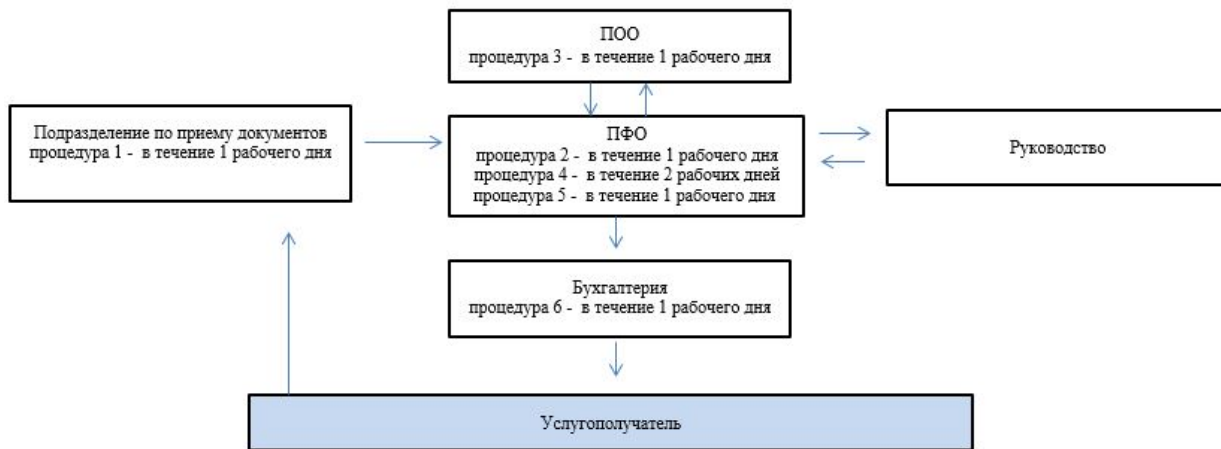 ПОО
процедура 3 - в течение 1 рабочего дня
Подразделение по приему документов
процедура 1 - в течение 1 рабочего дня
ПФО
процедура 2 - в течение 1 рабочего дня
процедура 4 - в течение 2 рабочих дней
процедура 5 - в течение 1 рабочего дня
Руководство
Бухгалтерия
процедура 6 - в течение 1 рабочего дня
Услугополучатель